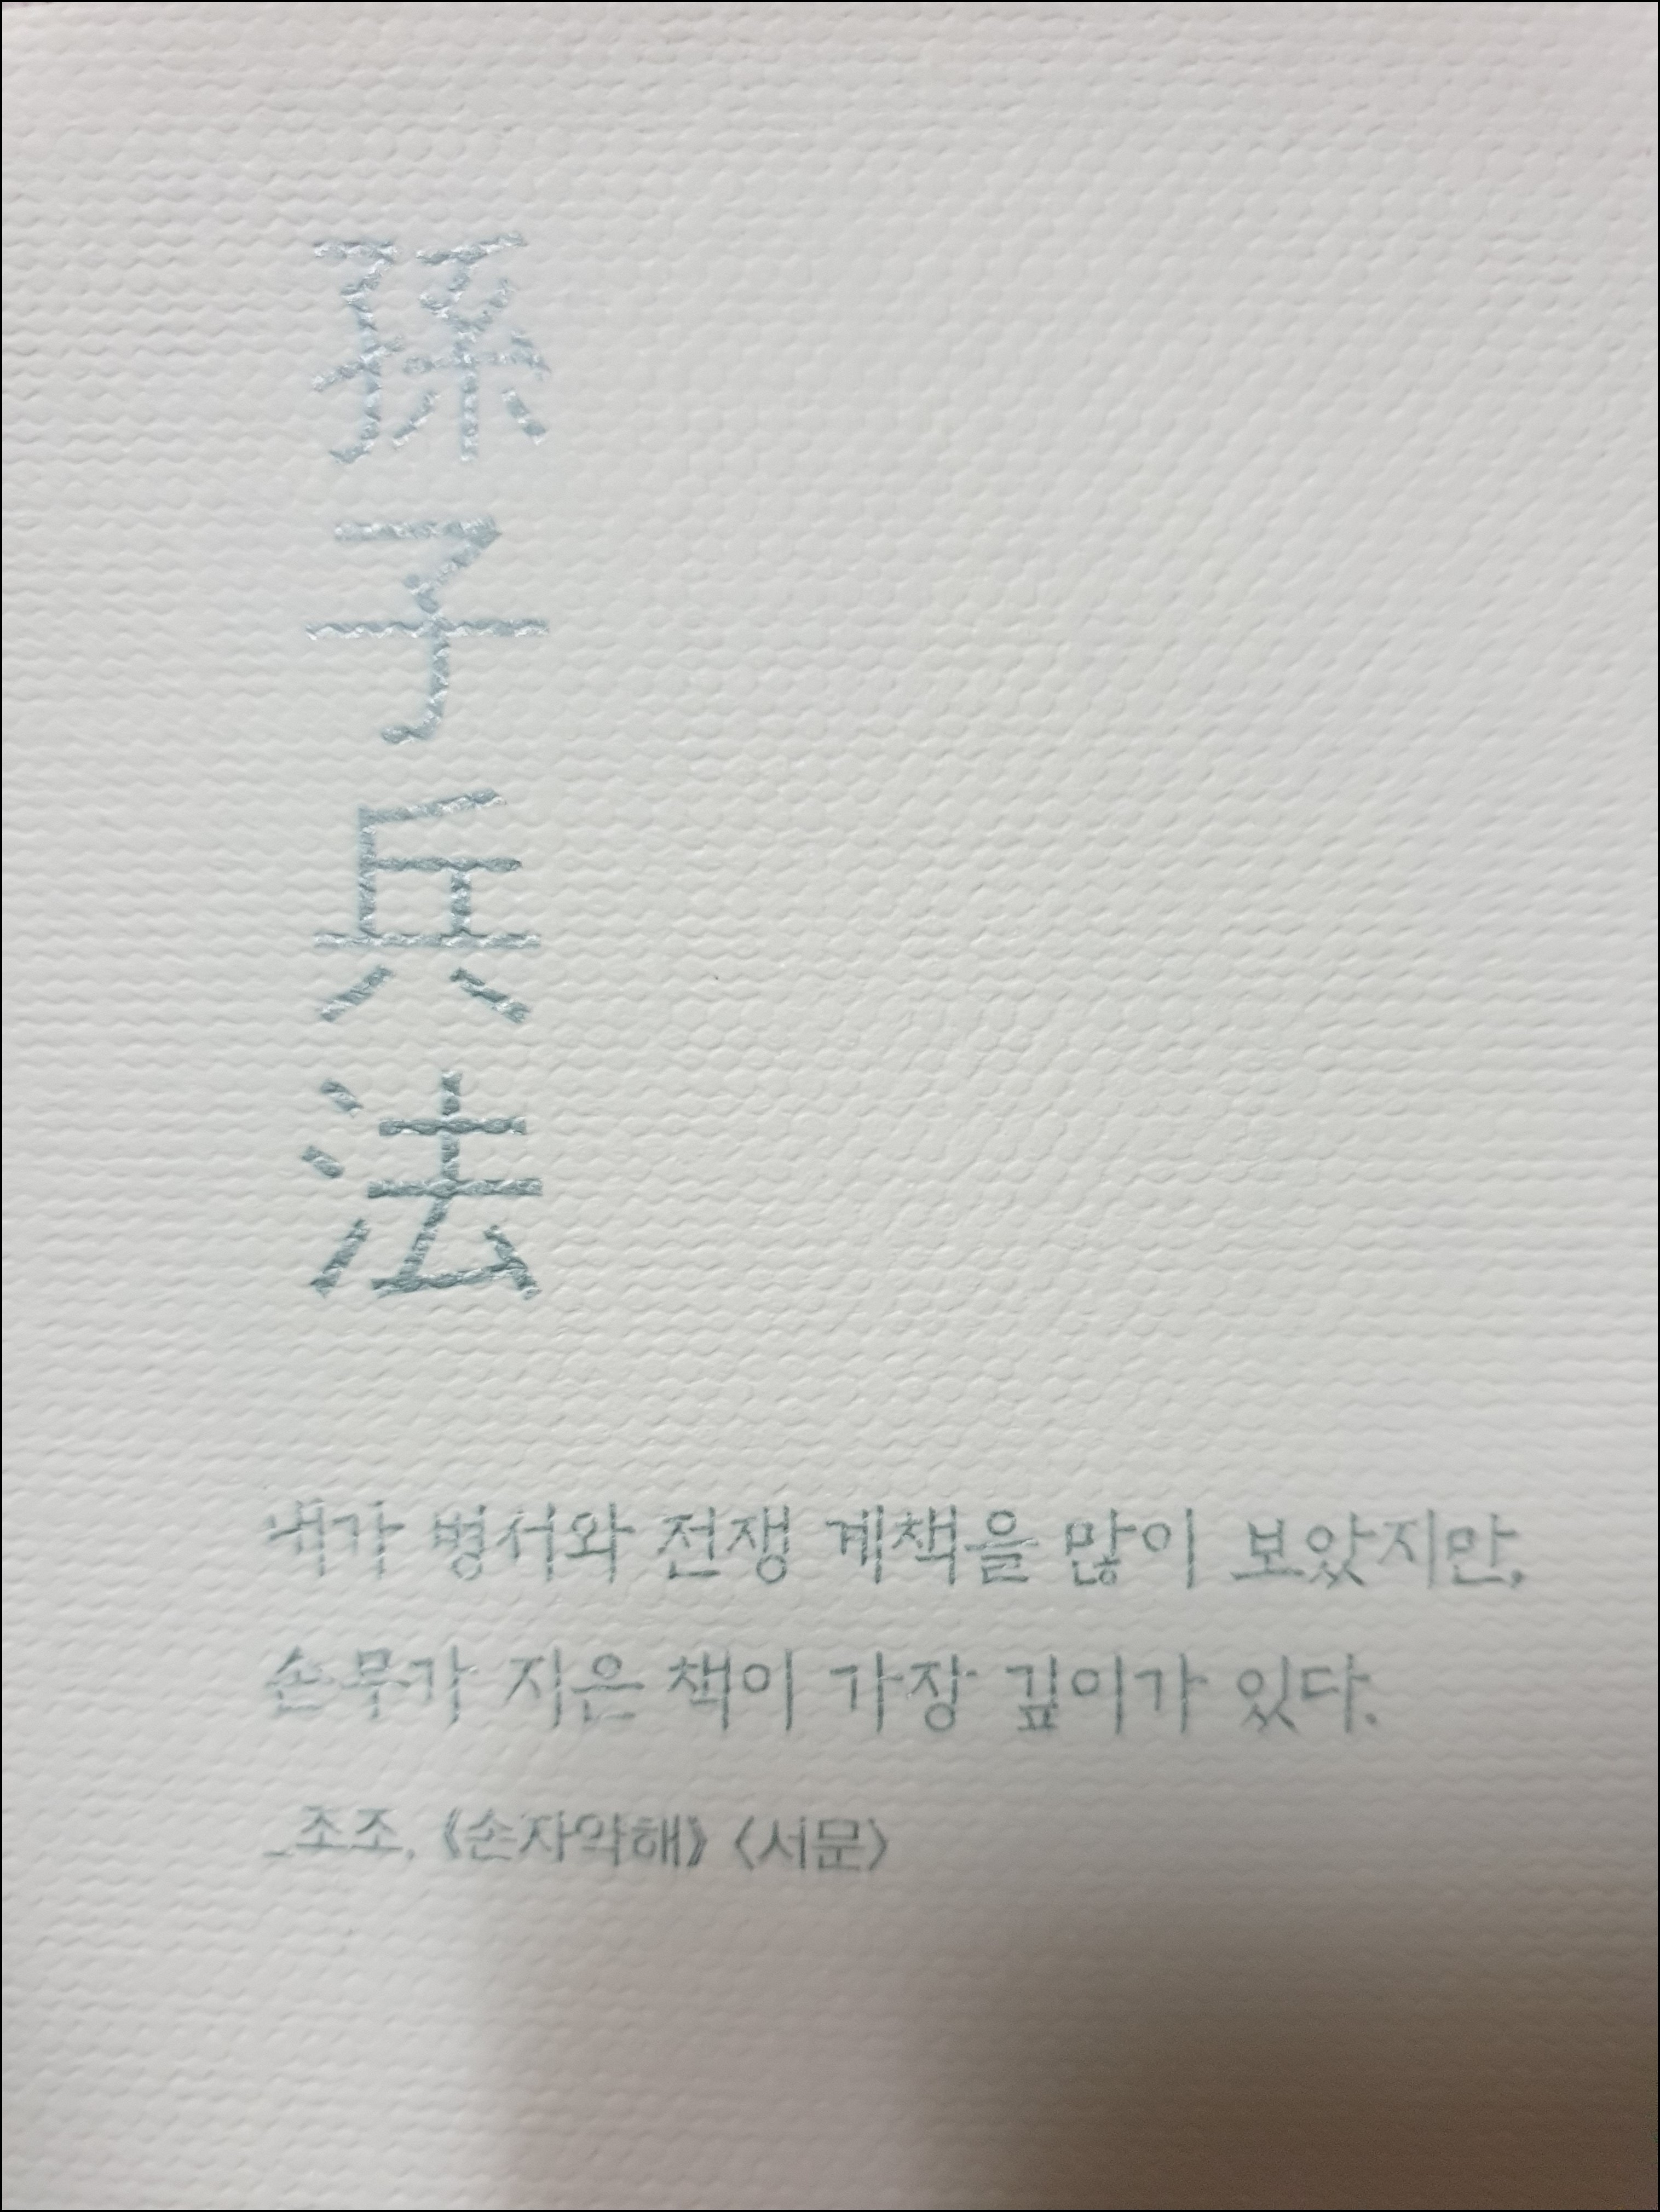 孫子兵法
내가 병서와 전쟁 계책을 많이 보았지만,
손무가 지은 책이 가장 깊이가 있다.
_조조, 《손자약해》 〈서문〉